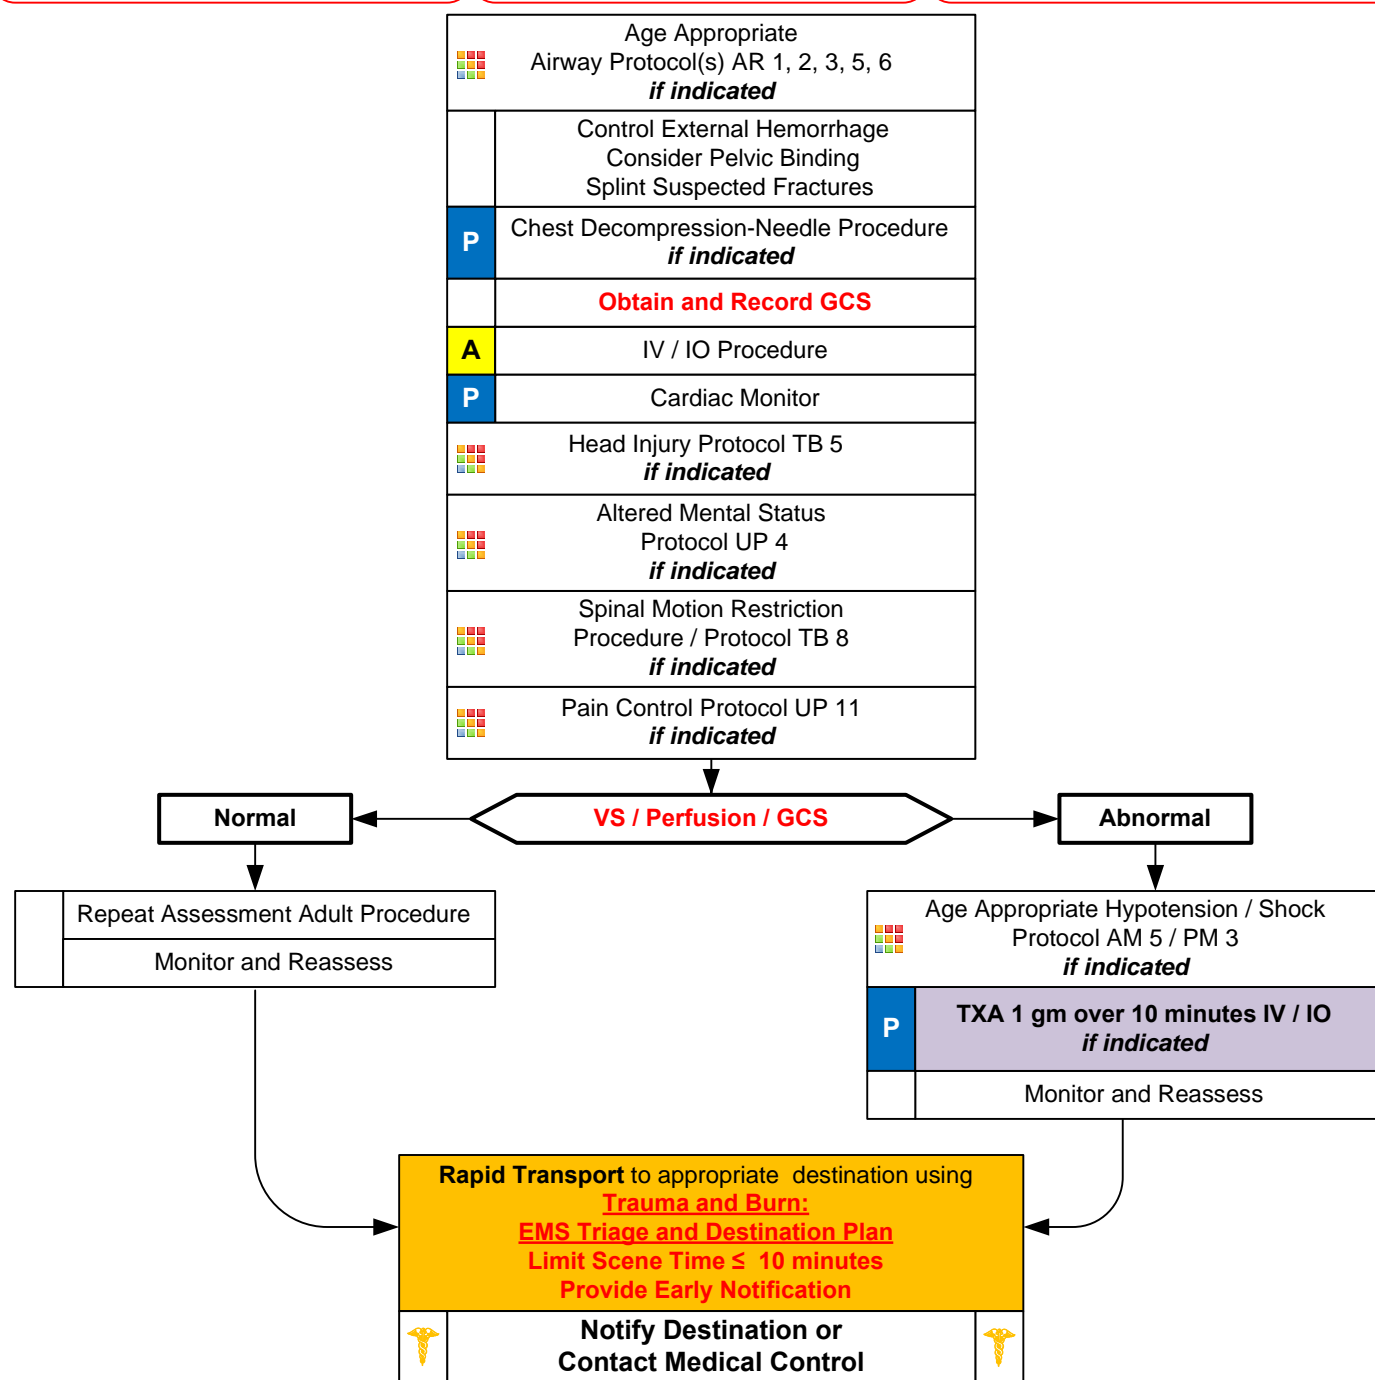 Age Appropriate
Airway Protocol(s) AR 1, 2, 3, 5, 6
if indicated
Control External Hemorrhage
Consider Pelvic Binding
Splint Suspected Fractures
P
Chest Decompression-Needle Procedure
if indicated
Obtain and Record GCS
A
IV / IO Procedure
P
Cardiac Monitor
Head Injury Protocol TB 5
if indicated
Altered Mental Status
Protocol UP 4
if indicated
Spinal Motion Restriction
Procedure / Protocol TB 8
if indicated
Pain Control Protocol UP 11
if indicated
Normal
VS / Perfusion / GCS
Abnormal
Repeat Assessment Adult Procedure
Monitor and Reassess
Age Appropriate Hypotension / Shock
Protocol AM 5 / PM 3
if indicated
P
TXA 1 gm over 10 minutes IV / IO
if indicated
Monitor and Reassess
Rapid Transport to appropriate destination using
Trauma and Burn:
EMS Triage and Destination Plan
Limit Scene Time ≤ 10 minutes
Provide Early Notification
Notify Destination or
Contact Medical Control